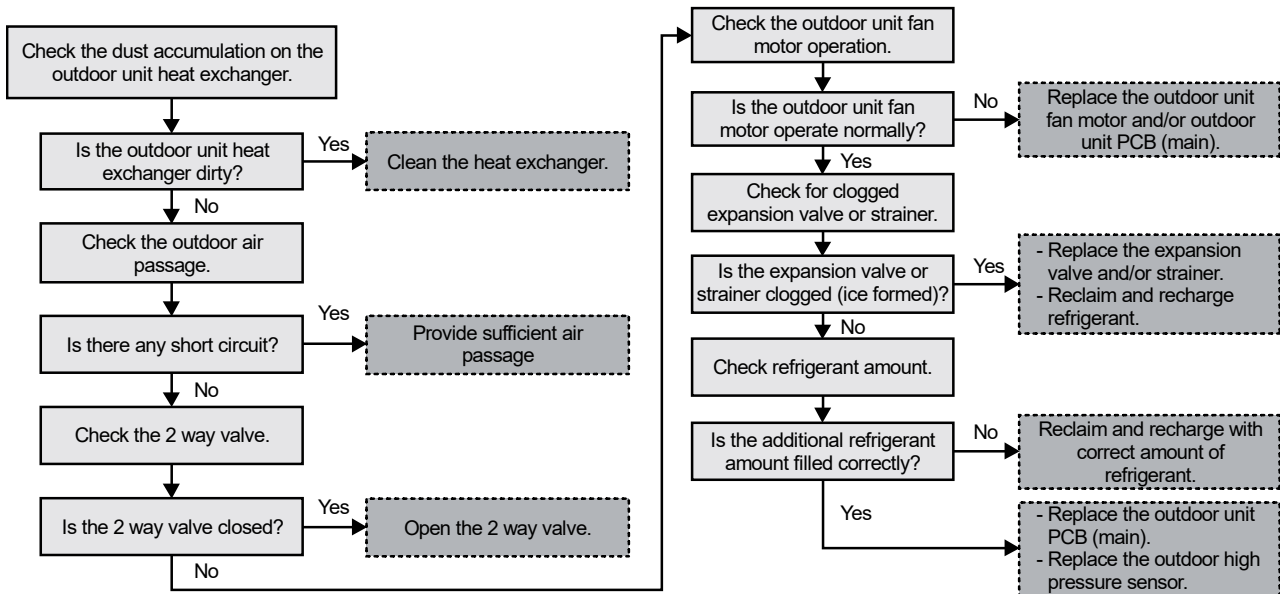 Check the dust accumulation on the
outdoor unit heat exchanger.
Is the outdoor unit heat
exchanger dirty?
Yes
Clean the heat exchanger.
No
Check the outdoor air
passage.
Is there any short circuit?
Yes
Provide sufficient air
passage
No
Check the 2 way valve.
Is the 2 way valve closed?
Yes
Open the 2 way valve.
No
Check the outdoor unit fan
motor operation.
Is the outdoor unit fan
motor operate normally?
No
Replace the outdoor unit
fan motor and/or outdoor
unit PCB (main).
Yes
Check for clogged
expansion valve or strainer.
Is the expansion valve or
strainer clogged (ice formed)?
Yes
- Replace the expansion
valve and/or strainer.
- Reclaim and recharge
refrigerant.
No
Check refrigerant amount.
Is the additional refrigerant
amount filled correctly?
No
Reclaim and recharge with
correct amount of
refrigerant.
Yes
- Replace the outdoor unit
PCB (main).
- Replace the outdoor high
pressure sensor.